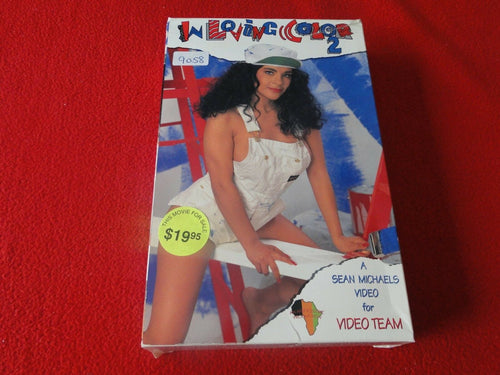 IN LOVING COLOR
2
9058
THIS MOVIE FOR SALE
$19.95
A
SEAN MICHAELS
VIDEO
for
VIDEO TEAM